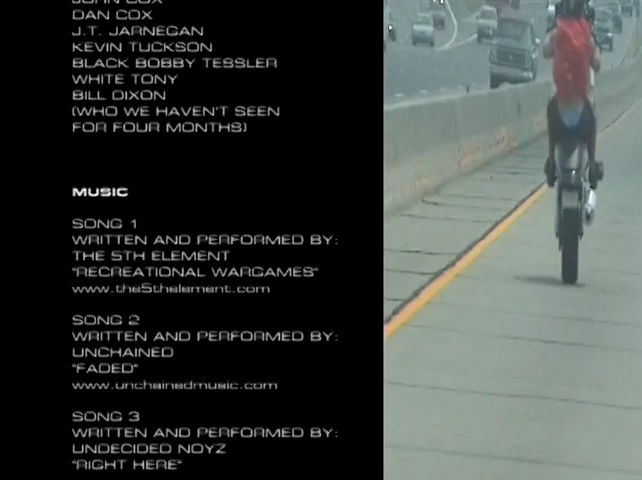 JOHN COX
DAN COX
J.T. JARNEGAN
KEVIN TUCKSON
BLACK BOBBY TESSLER
WHITE TONY
BILL DIXON
(WHO WE HAVEN'T SEEN
FOR FOUR MONTHS)
MUSIC
SONG 1
WRITTEN AND PERFORMED BY:
THE 5TH ELEMENT
"RECREATIONAL WARGAMES"
www.the5thelement.com
SONG 2
WRITTEN AND PERFORMED BY:
UNCHAINED
"FADED"
www.unchainedmusic.com
SONG 3
WRITTEN AND PERFORMED BY:
UNDECIDED NOYZ
"RIGHT HERE"